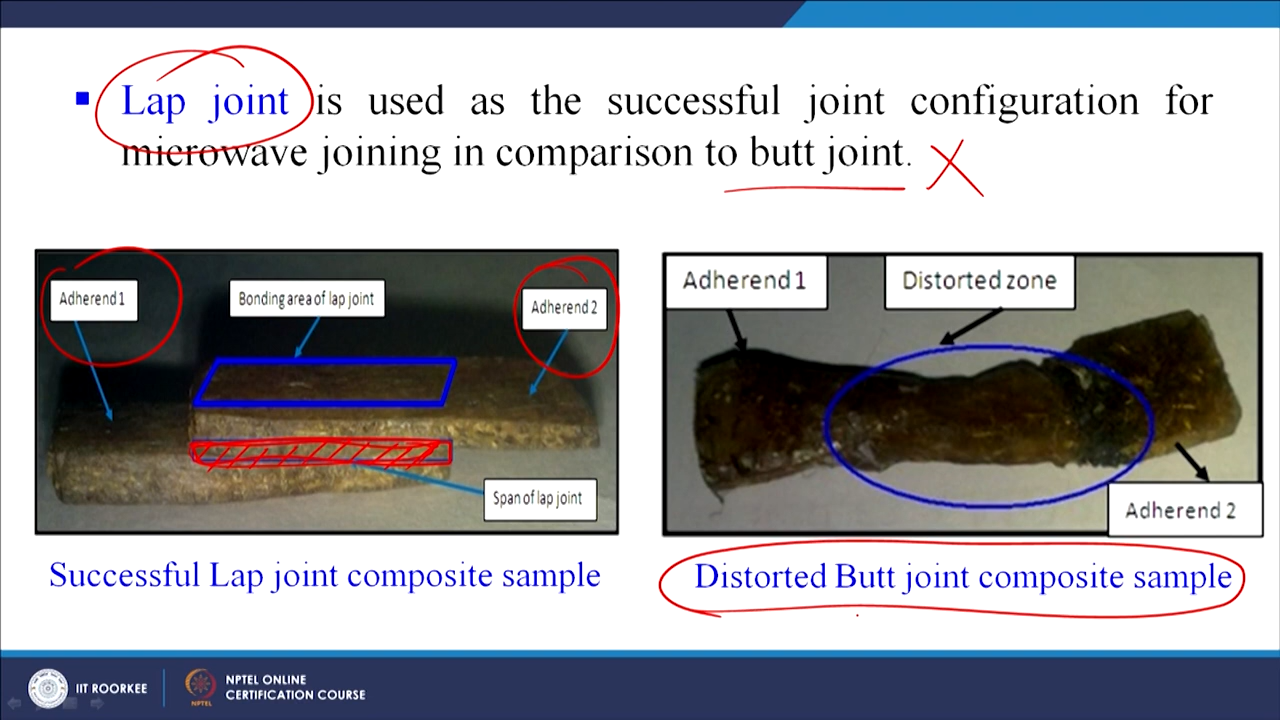 Lap joint is used as the successful joint configuration for
microwave joining in comparison to butt joint.
Adherend 1
Bonding area of lap joint
Adherend 2
Span of lap joint
Adherend 1
Distorted zone
Adherend 2
Successful Lap joint composite sample
Distorted Butt joint composite sample
IIT ROORKEE
NPTEL
NPTEL ONLINE
CERTIFICATION COURSE